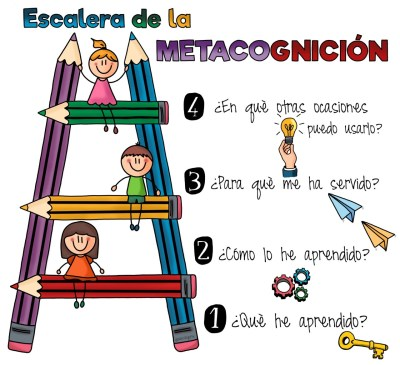 Escalera de la
METACOGNICIÓN
4 ¿En qué otras ocasiones
puedo usarlo?
3 ¿Para qué me ha servido?
2 ¿Cómo lo he aprendido?
1 ¿Qué he aprendido?